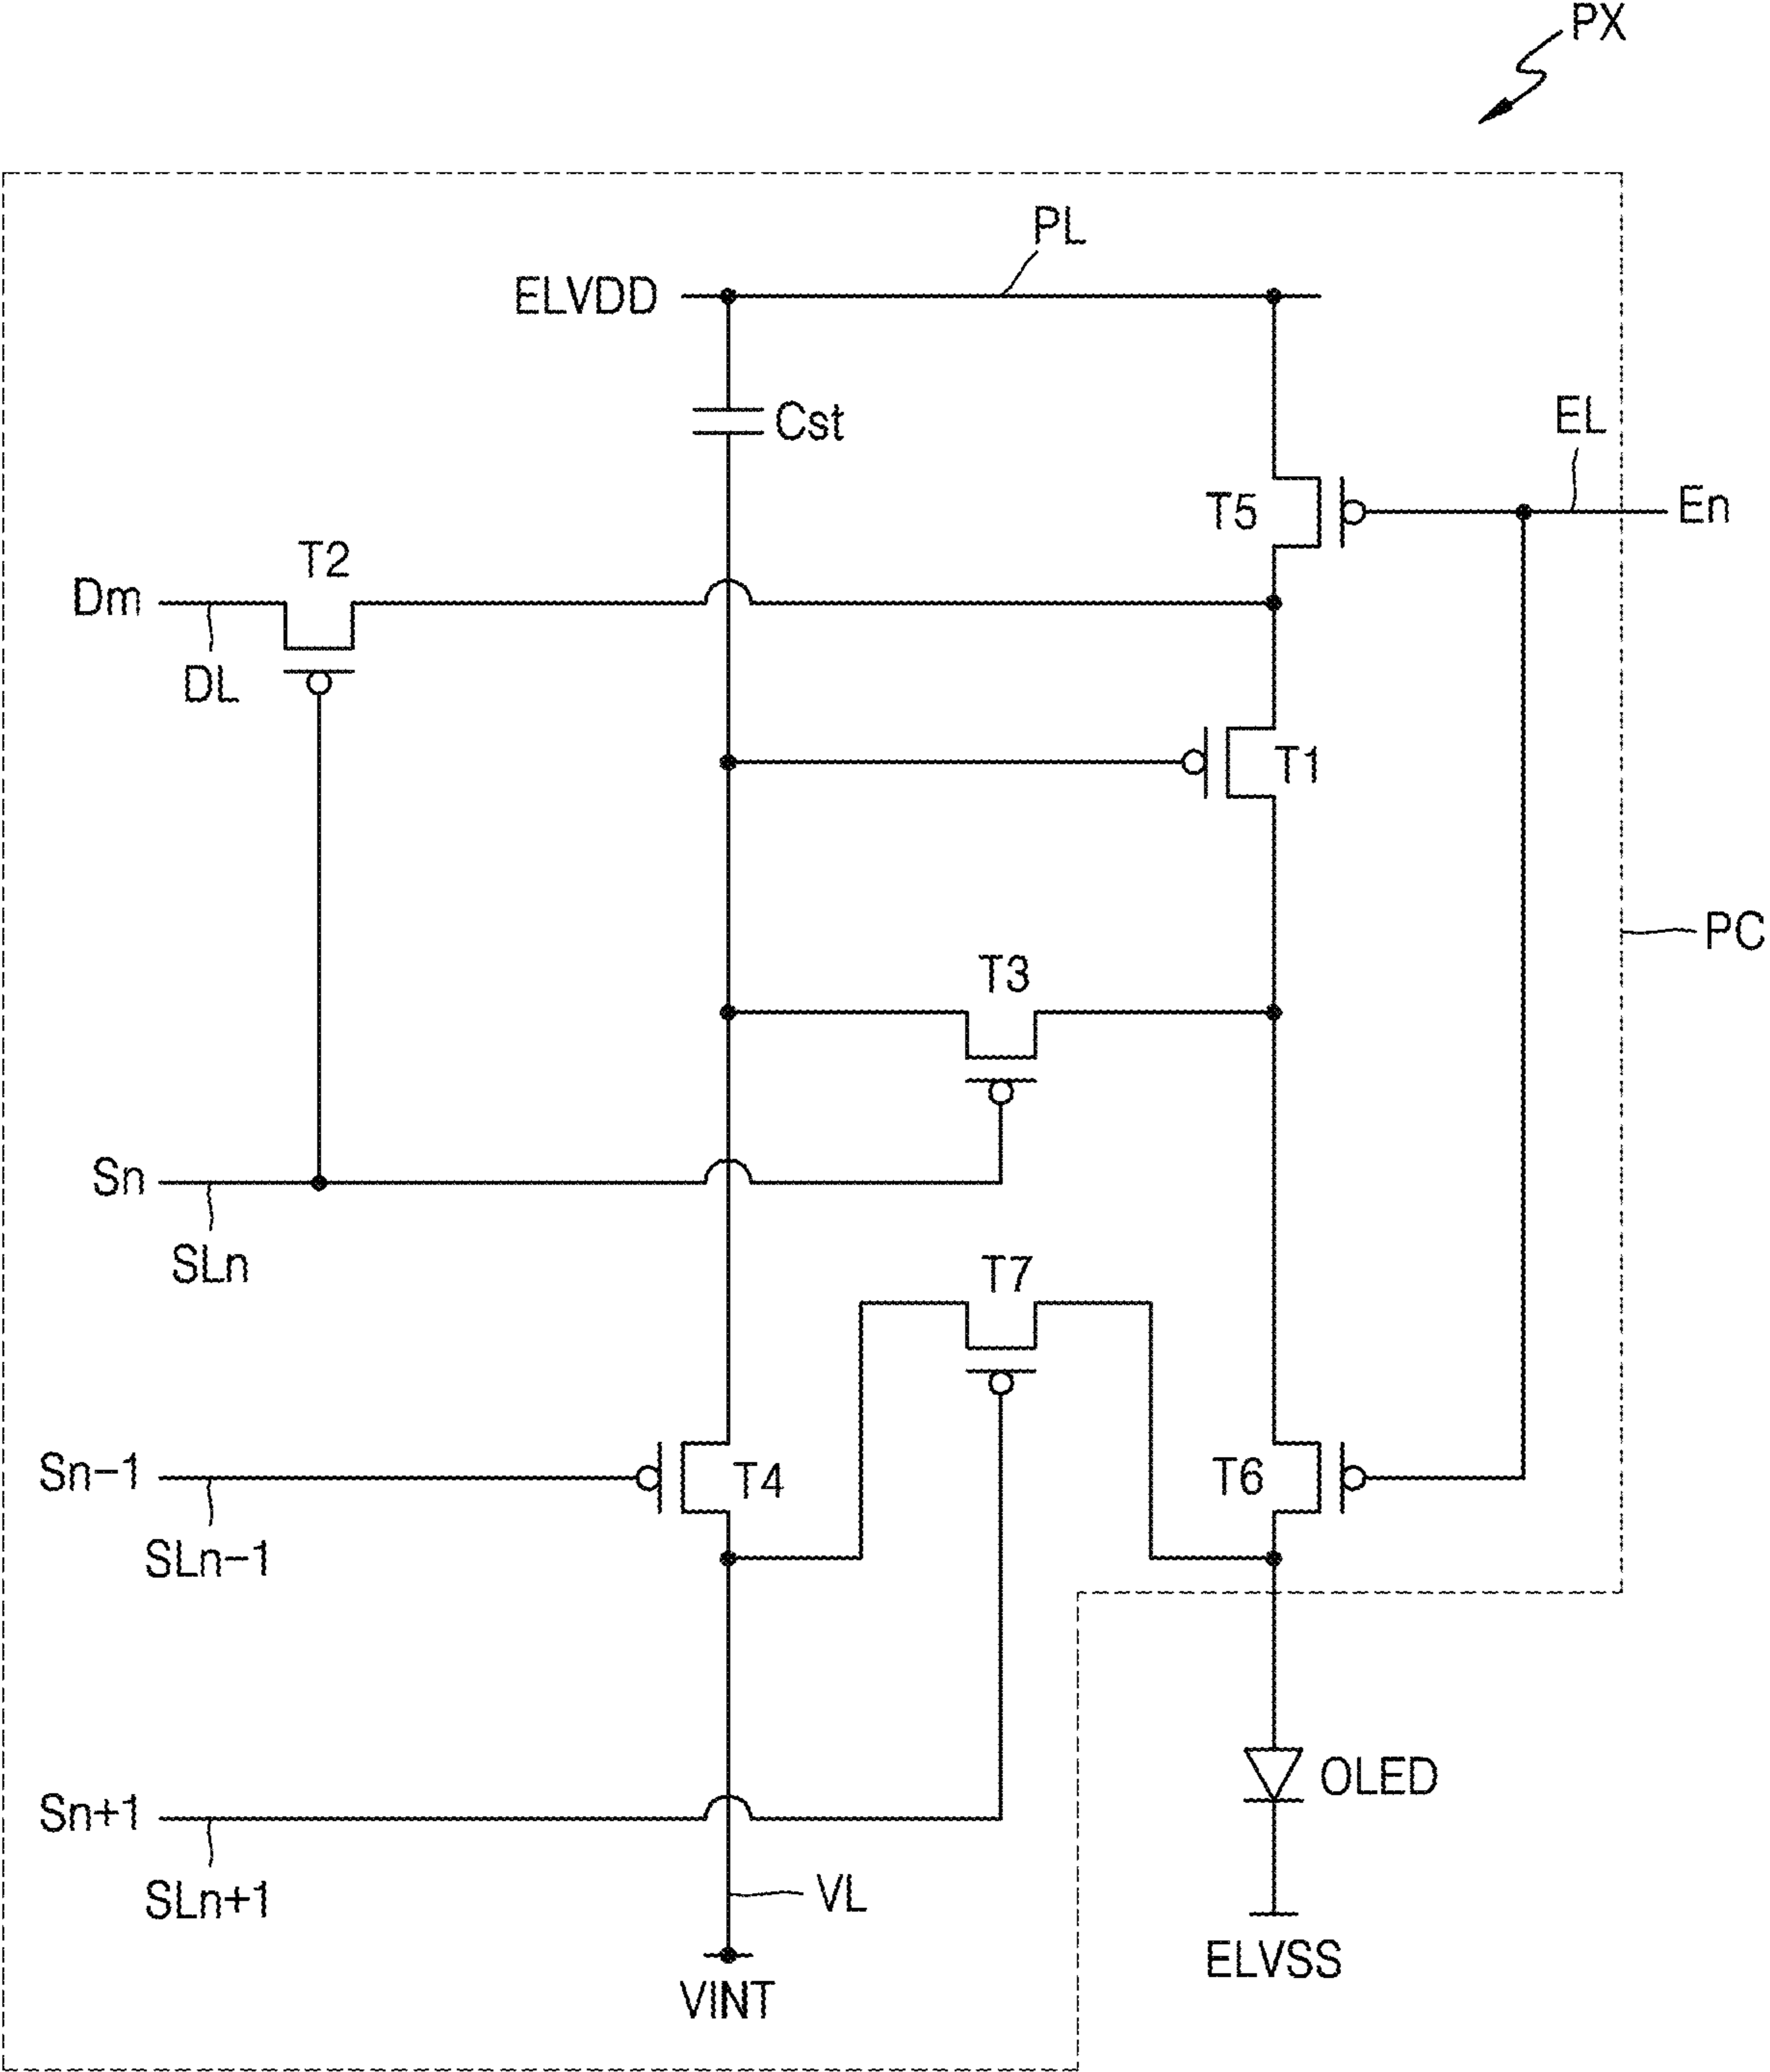 PX
PL
ELVDD
Cst
EL
T5
En
T2
Dm
DL
T1
PC
T3
Sn
SLn
T7
Sn-1
T4
T6
SLn-1
OLED
Sn+1
SLn+1
VL
ELVSS
VINT